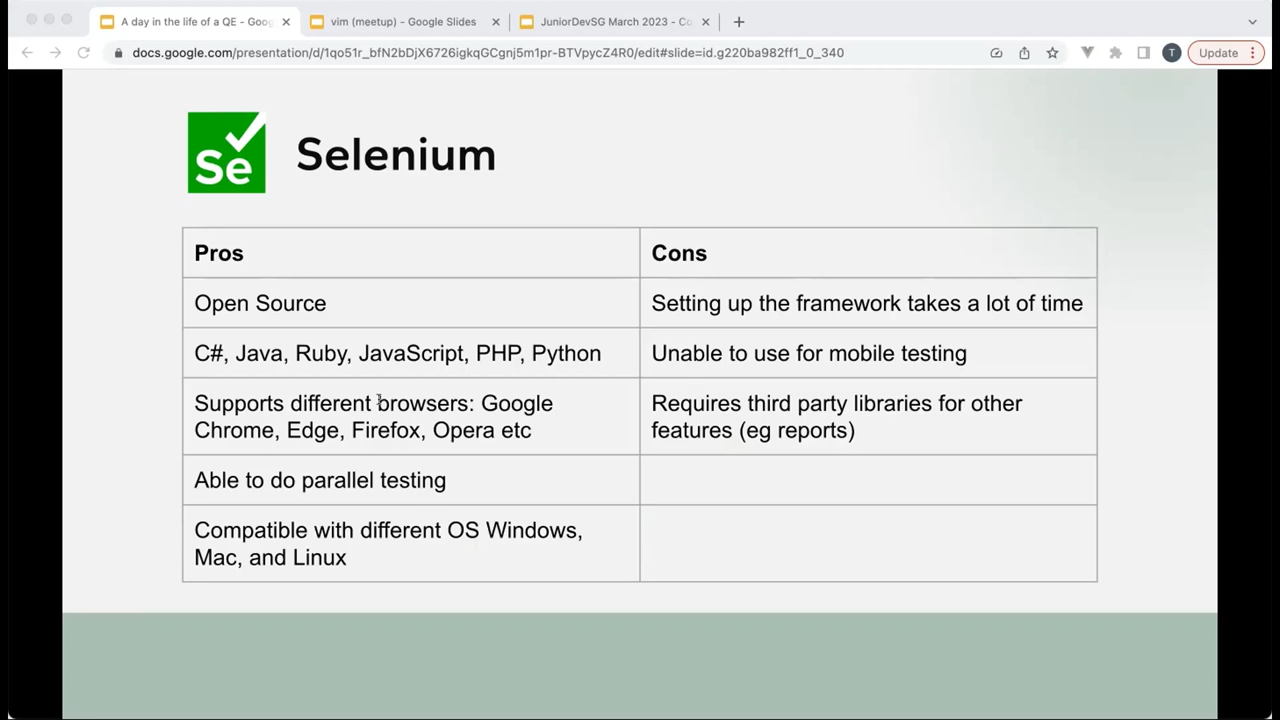 A day in the life of a QE - Goog
vim (meetup) - Google Slides
JuniorDevSG March 2023 - Co
docs.google.com/presentation/d/1qo51r_bfN2bDjX6726igkqGCgnj5m1pr-BTVpycZ4R0/edit#slide=id.g220ba982ff1_0_340
T
Update
Se
Selenium
Pros
Cons
Open Source
Setting up the framework takes a lot of time
C#, Java, Ruby, JavaScript, PHP, Python
Unable to use for mobile testing
Supports different browsers: Google
Chrome, Edge, Firefox, Opera etc
Requires third party libraries for other
features (eg reports)
Able to do parallel testing
Compatible with different OS Windows,
Mac, and Linux